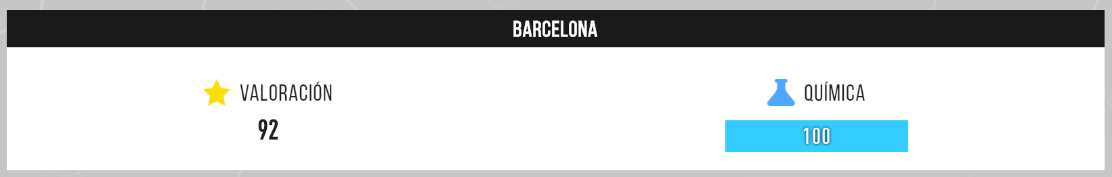 BARCELONA
VALORACIÓN
92
QUÍMICA
100